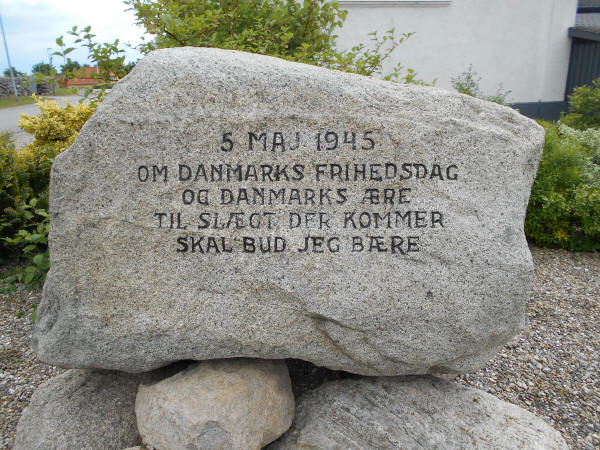 5 MAJ 1945
OM DANMARKS FRIHEDSDAG
OG DANMARKS ÆRE
TIL SLÆGT DER KOMMER
SKAL BUD JEG BÆRE